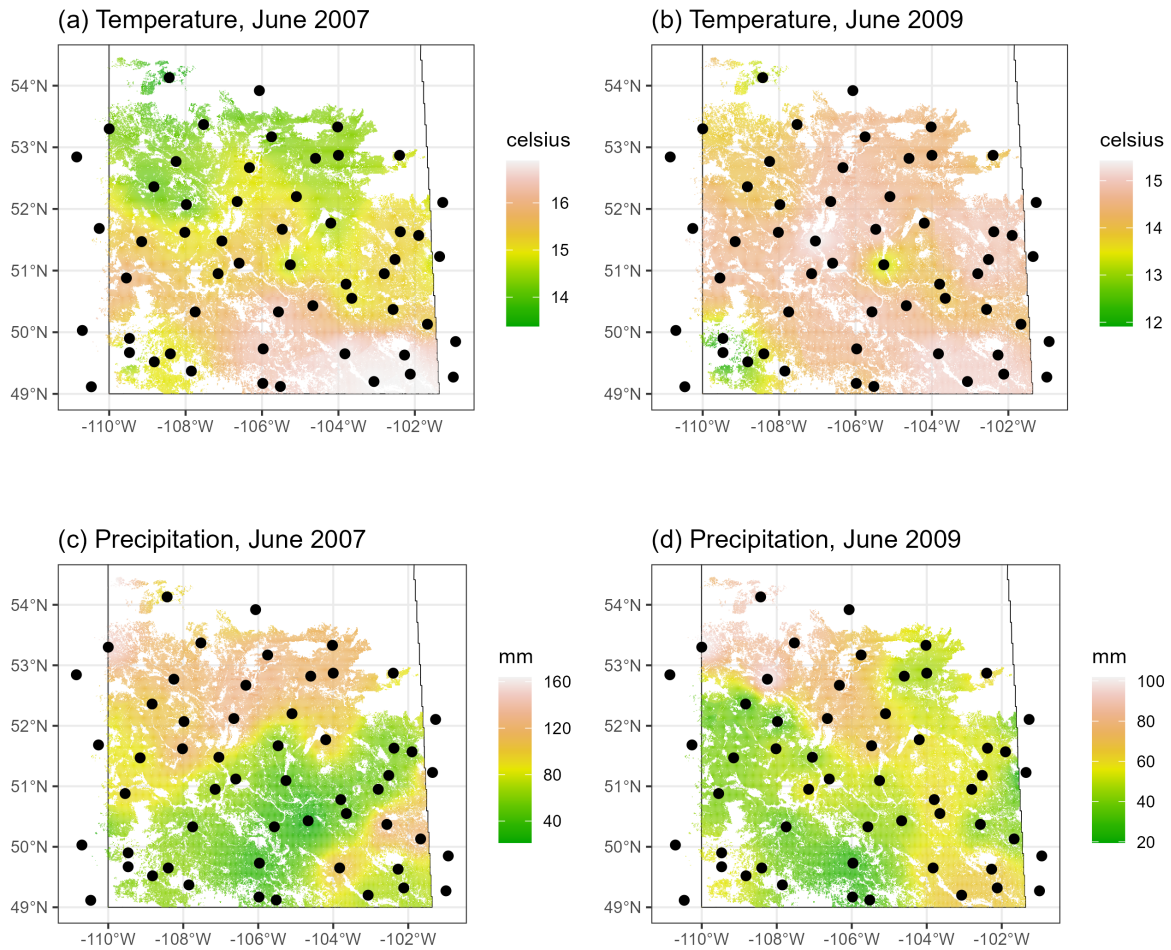 (a) Temperature, June 2007
54°N
53°N
52°N
51°N
50°N
49°N
-110°W -108°W -106°W -104°W -102°W
celsius
16
15
14
(b) Temperature, June 2009
54°N
53°N
52°N
51°N
50°N
49°N
-110°W -108°W -106°W -104°W -102°W
celsius
15
14
13
12
(c) Precipitation, June 2007
54°N
53°N
52°N
51°N
50°N
49°N
-110°W -108°W -106°W -104°W -102°W
mm
160
120
80
40
(d) Precipitation, June 2009
54°N
53°N
52°N
51°N
50°N
49°N
-110°W -108°W -106°W -104°W -102°W
mm
100
80
60
40
20